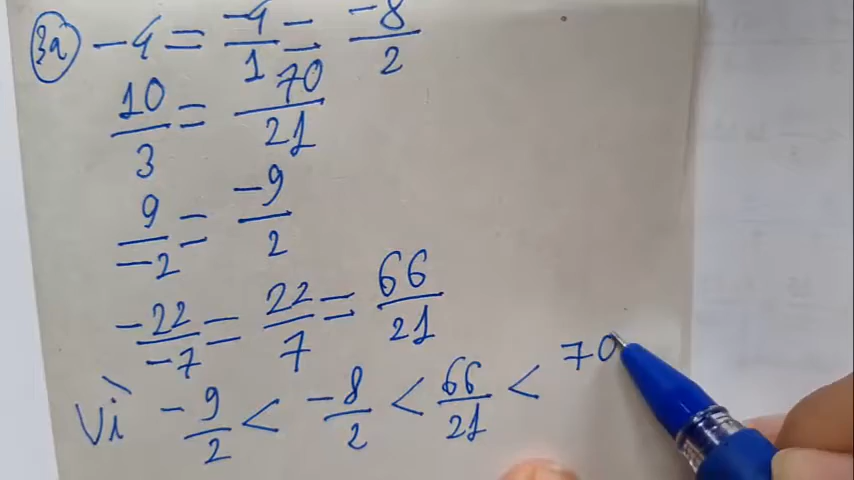 3a -4 = -4/1 = -8/2
10/3 = 70/21
9/-2 = -9/2
-22/-7 = 22/7 = 66/21
Vì -9/2 < -8/2 < 66/21 < 70